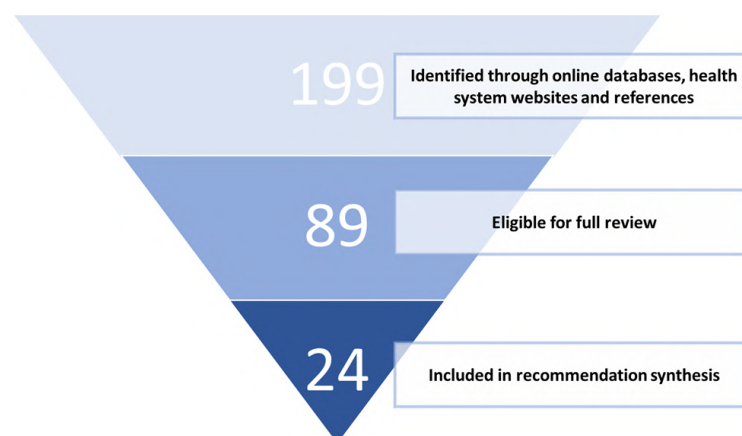 199
Identified through online databases, health
system websites and references
89
Eligible for full review
24
Included in recommendation synthesis